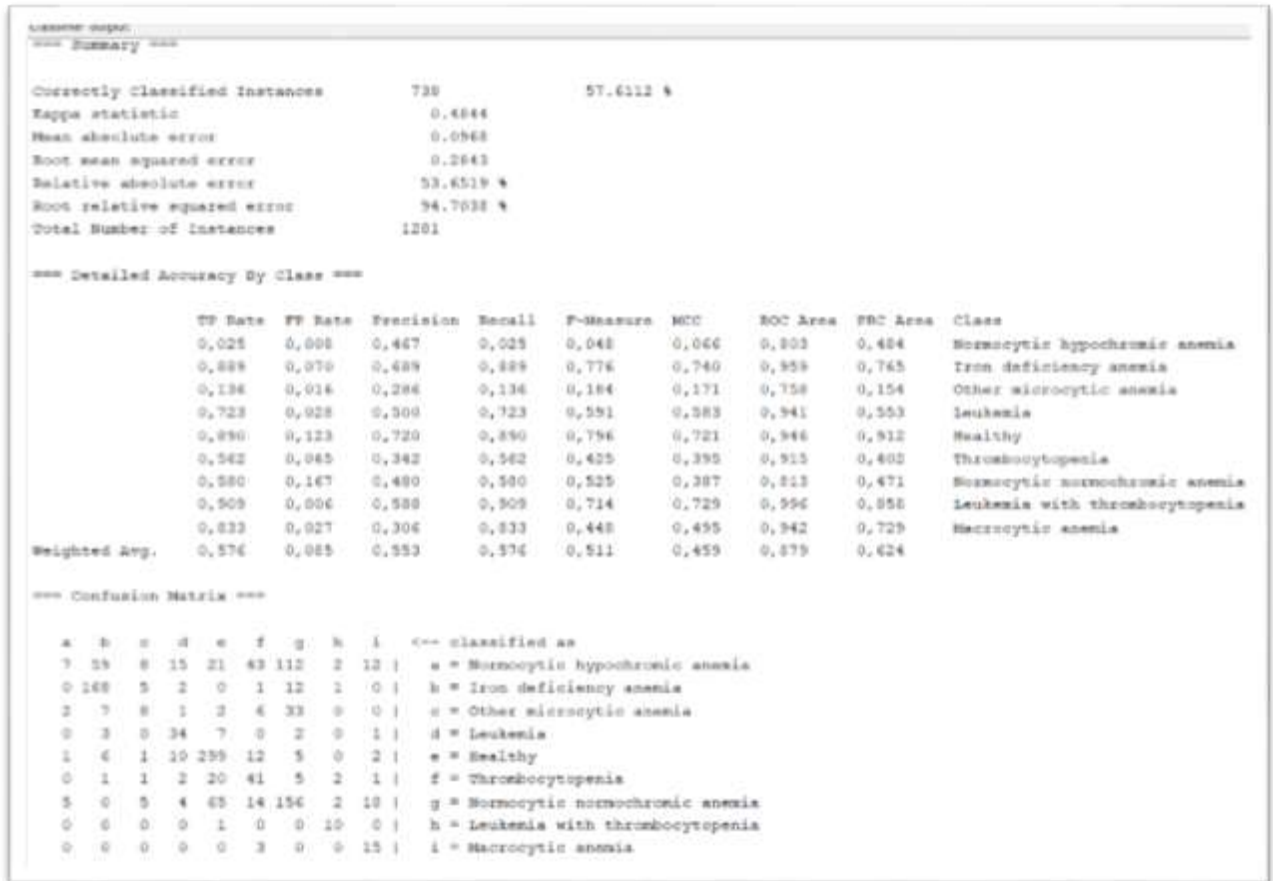 Classifier output
=== Summary ===
Correctly Classified Instances 738 57.6112 %
Kappa statistic 0.4844
Mean absolute error 0.0968
Root mean squared error 0.2843
Relative absolute error 53.6519 %
Root relative squared error 94.7038 %
Total Number of Instances 1281
=== Detailed Accuracy By Class ===
TP Rate FP Rate Precision Recall F-Measure MCC ROC Area PRC Area Class
0,025 0,008 0,467 0,025 0,048 0,066 0,803 0,484 Normocytic hypochromic anemia
0,889 0,070 0,689 0,889 0,776 0,740 0,959 0,765 Iron deficiency anemia
0,136 0,016 0,286 0,136 0,184 0,171 0,758 0,154 Other microcytic anemia
0,723 0,028 0,500 0,723 0,591 0,583 0,941 0,553 Leukemia
0,890 0,123 0,720 0,890 0,796 0,721 0,946 0,912 Healthy
0,562 0,065 0,342 0,562 0,425 0,395 0,915 0,402 Thrombocytopenia
0,580 0,167 0,480 0,580 0,525 0,387 0,813 0,471 Normocytic normochromic anemia
0,909 0,006 0,588 0,909 0,714 0,729 0,996 0,858 Leukemia with thrombocytopenia
0,833 0,027 0,306 0,833 0,448 0,495 0,942 0,729 Macrocytic anemia
Weighted Avg. 0,576 0,085 0,553 0,576 0,511 0,459 0,879 0,624
=== Confusion Matrix ===
a b c d e f g h i <-- classified as
7 59 8 15 21 43 112 2 12 | a = Normocytic hypochromic anemia
0 168 5 2 0 1 12 1 0 | b = Iron deficiency anemia
2 7 8 1 2 6 33 0 0 | c = Other microcytic anemia
0 3 0 34 7 0 2 0 1 | d = Leukemia
1 6 1 10 299 12 5 0 2 | e = Healthy
0 1 1 2 20 41 5 2 1 | f = Thrombocytopenia
5 0 5 4 65 14 156 2 18 | g = Normocytic normochromic anemia
0 0 0 0 1 0 0 10 0 | h = Leukemia with thrombocytopenia
0 0 0 0 0 3 0 0 15 | i = Macrocytic anemia